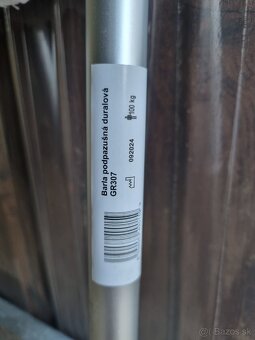 Barla podpazušná duralová
GR307
100 kg
092024
Bazos.sk